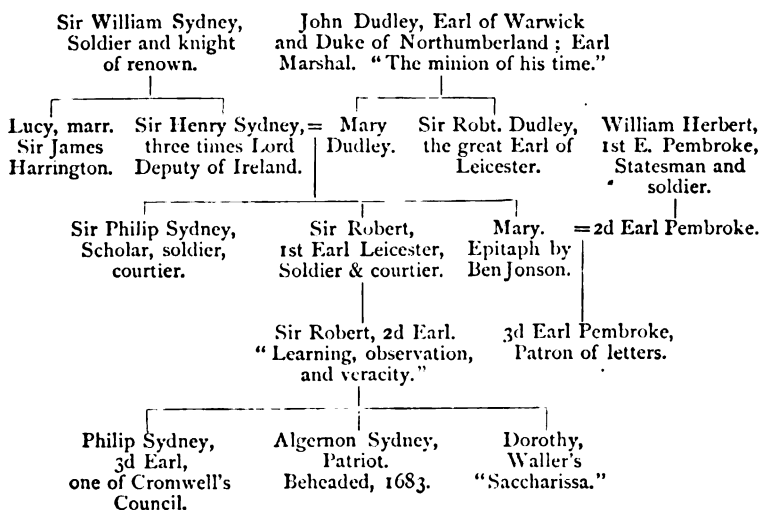 Sir William Sydney,
Soldier and knight
of renown.
John Dudley, Earl of Warwick
and Duke of Northumberland; Earl
Marshal. "The minion of his time."
Lucy, marr.
Sir James
Harrington.
Sir Henry Sydney, =
three times Lord
Deputy of Ireland.
Mary
Dudley.
Sir Robt. Dudley,
the great Earl of
Leicester.
William Herbert,
1st E. Pembroke,
Statesman and
soldier.
Sir Philip Sydney,
Scholar, soldier,
courtier.
Sir Robert,
1st Earl Leicester,
Soldier & courtier.
Mary.
Epitaph by
Ben Jonson.
= 2d Earl Pembroke.
Sir Robert, 2d Earl.
"Learning, observation,
and veracity."
3d Earl Pembroke,
Patron of letters.
Philip Sydney,
3d Earl,
one of Cromwell's
Council.
Algernon Sydney,
Patriot.
Beheaded, 1683.
Dorothy,
Waller's
"Saccharissa."